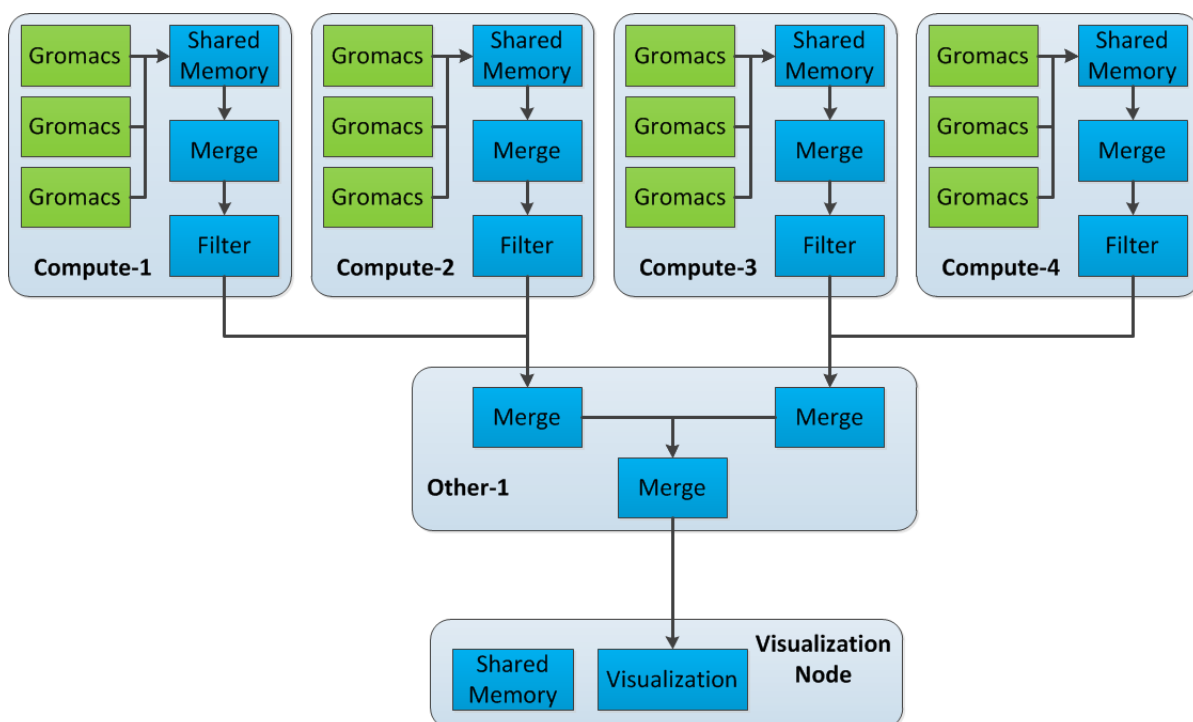 Gromacs
Gromacs
Gromacs
Shared
Memory
Merge
Filter
Compute-1
Gromacs
Gromacs
Gromacs
Shared
Memory
Merge
Filter
Compute-2
Gromacs
Gromacs
Gromacs
Shared
Memory
Merge
Filter
Compute-3
Gromacs
Gromacs
Gromacs
Shared
Memory
Merge
Filter
Compute-4
Merge
Merge
Merge
Other-1
Shared
Memory
Visualization
Visualization
Node